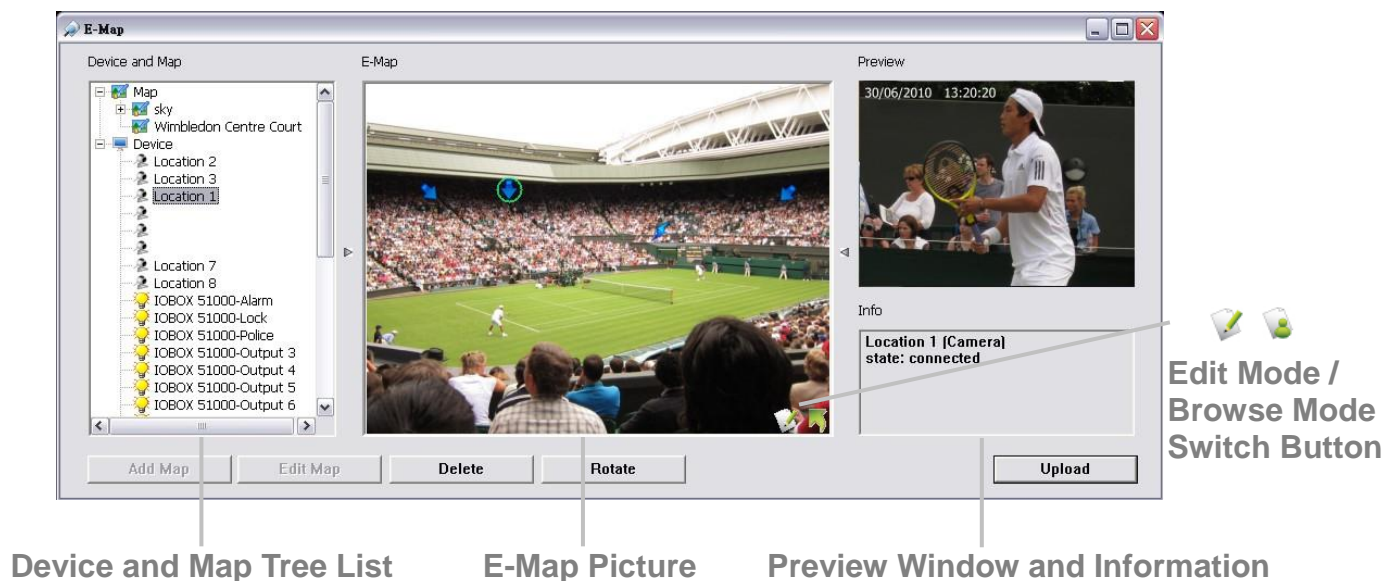 E-Map
Device and Map
E-Map
Preview
Map
sky
Wimbledon Centre Court
Device
Location 2
Location 3
Location 1
Location 7
Location 8
IOBOX 51000-Alarm
IOBOX 51000-Lock
IOBOX 51000-Police
IOBOX 51000-Output 3
IOBOX 51000-Output 4
IOBOX 51000-Output 5
IOBOX 51000-Output 6
30/06/2010 13:20:20
Info
Location 1 (Camera)
state: connected
Add Map
Edit Map
Delete
Rotate
Upload
Edit Mode /
Browse Mode
Switch Button
Device and Map Tree List
E-Map Picture
Preview Window and Information